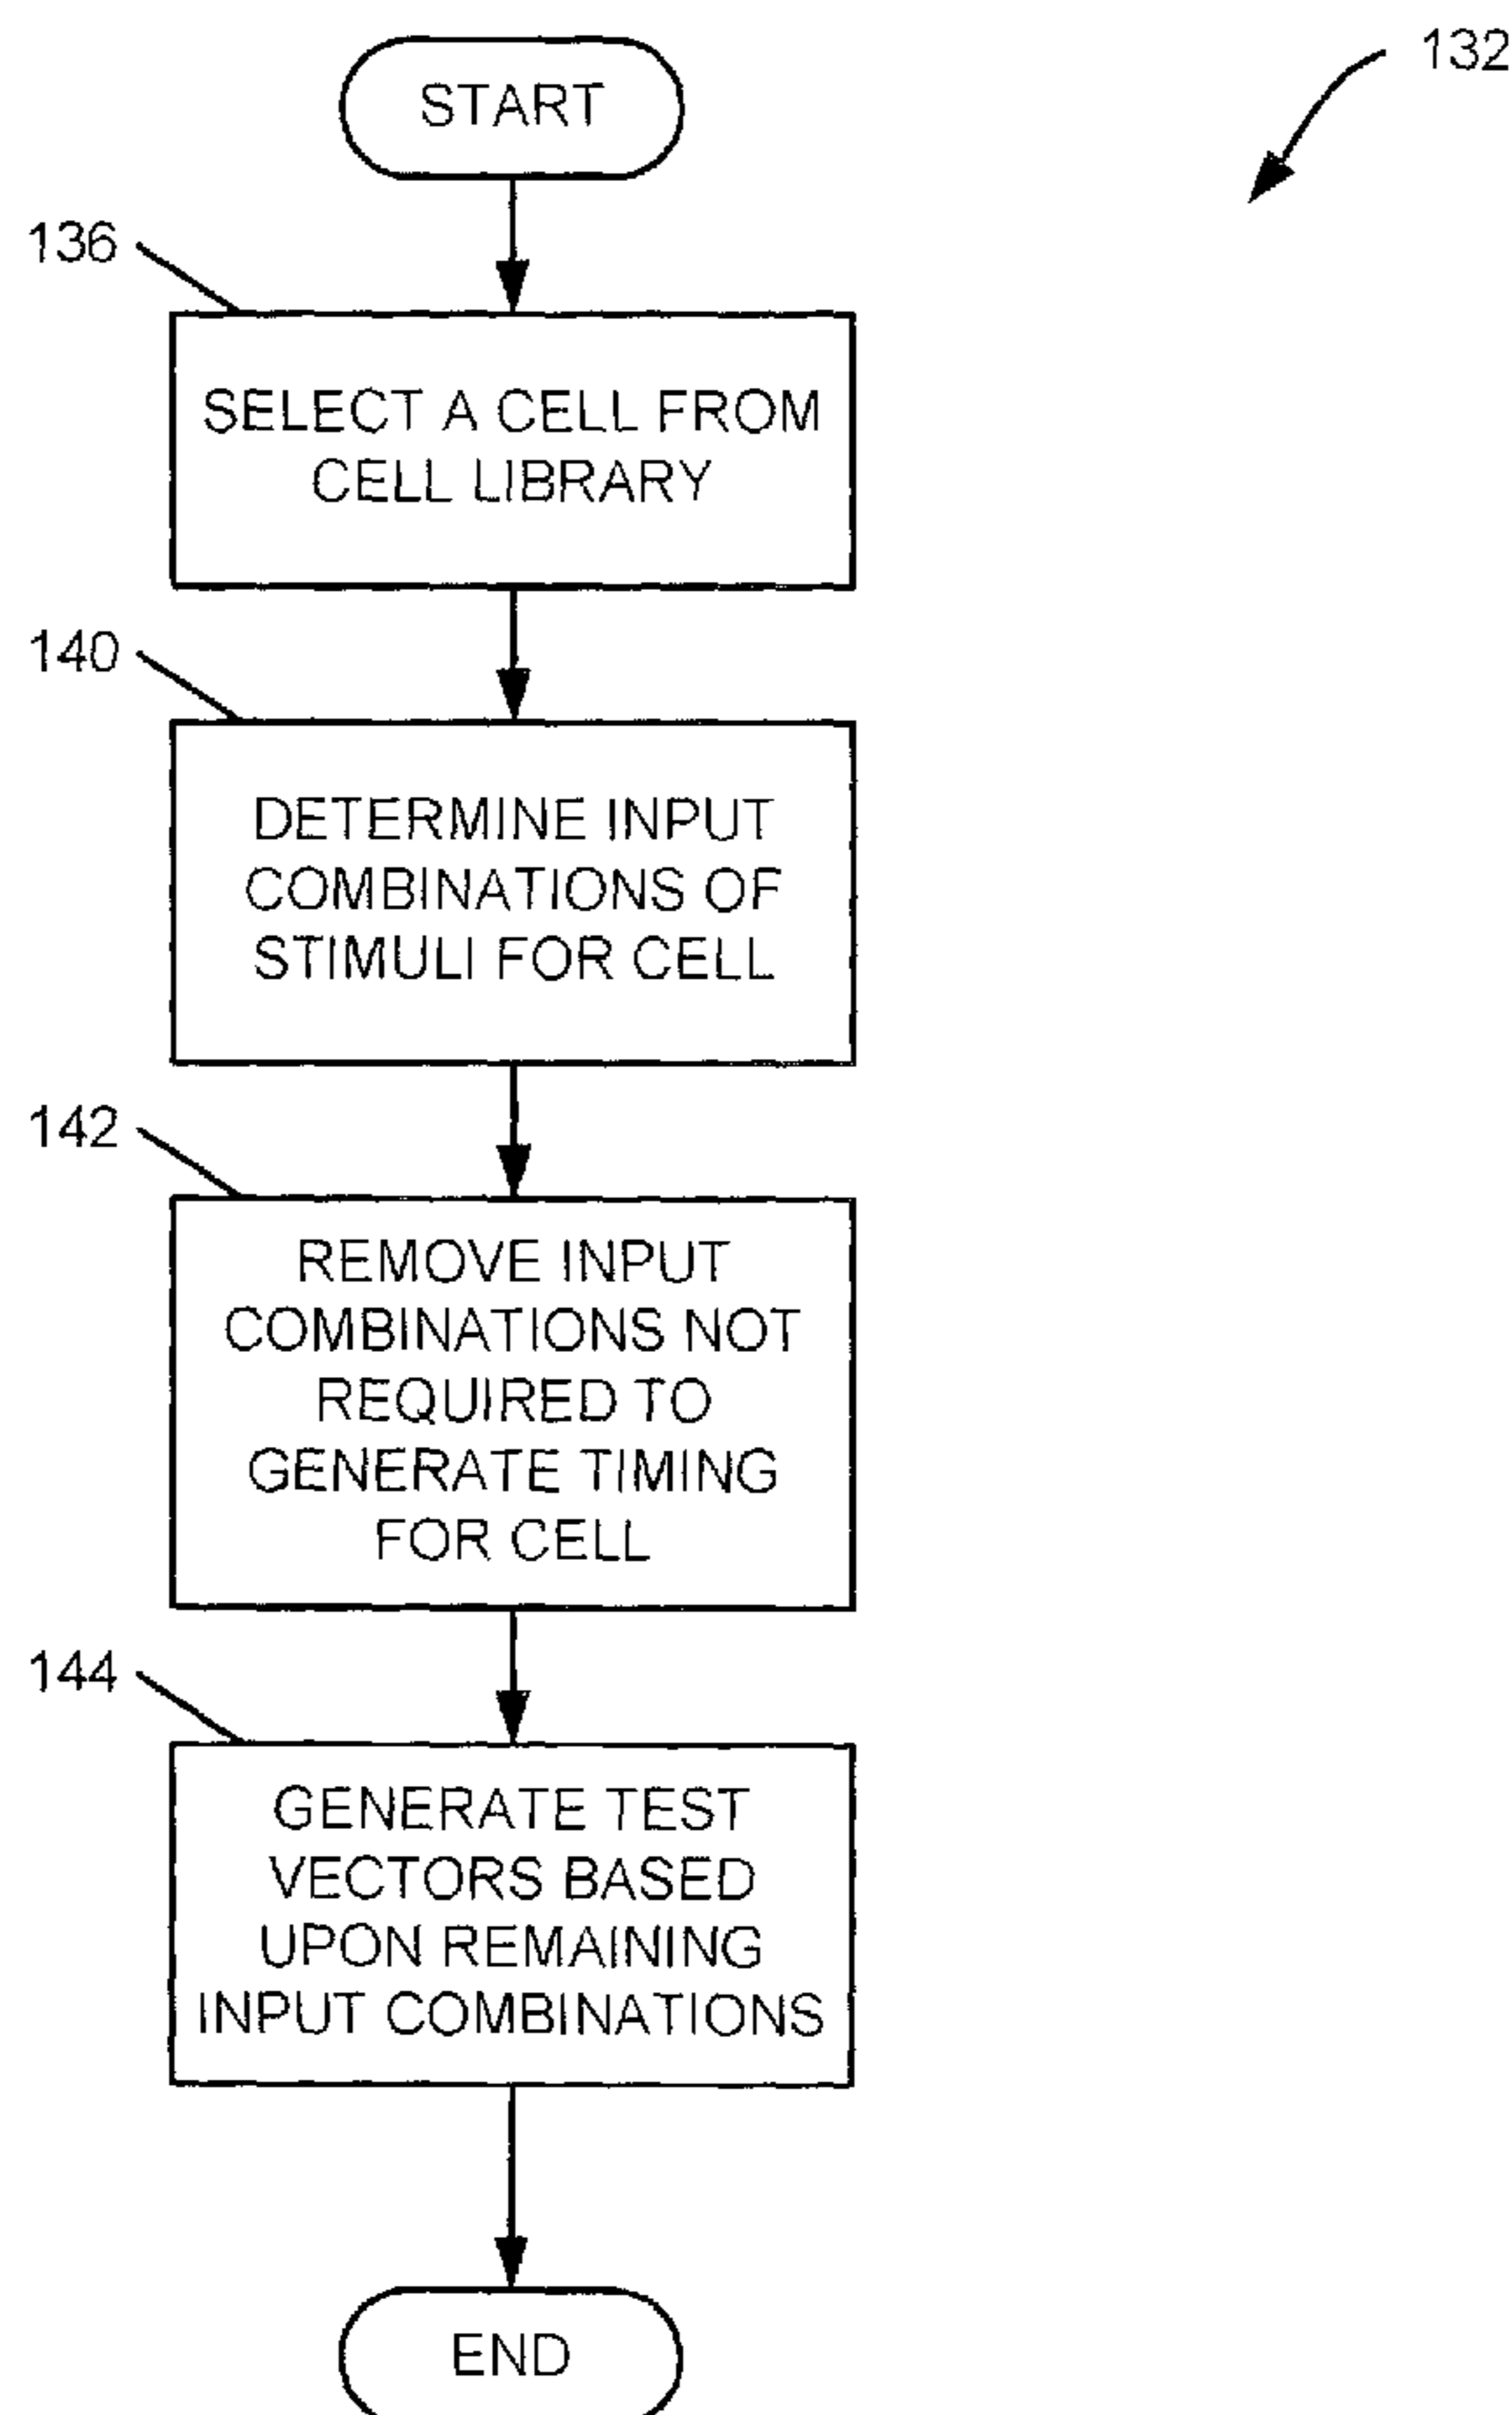 132
START
136
SELECT A CELL FROM
CELL LIBRARY
140
DETERMINE INPUT
COMBINATIONS OF
STIMULI FOR CELL
142
REMOVE INPUT
COMBINATIONS NOT
REQUIRED TO
GENERATE TIMING
FOR CELL
144
GENERATE TEST
VECTORS BASED
UPON REMAINING
INPUT COMBINATIONS
END